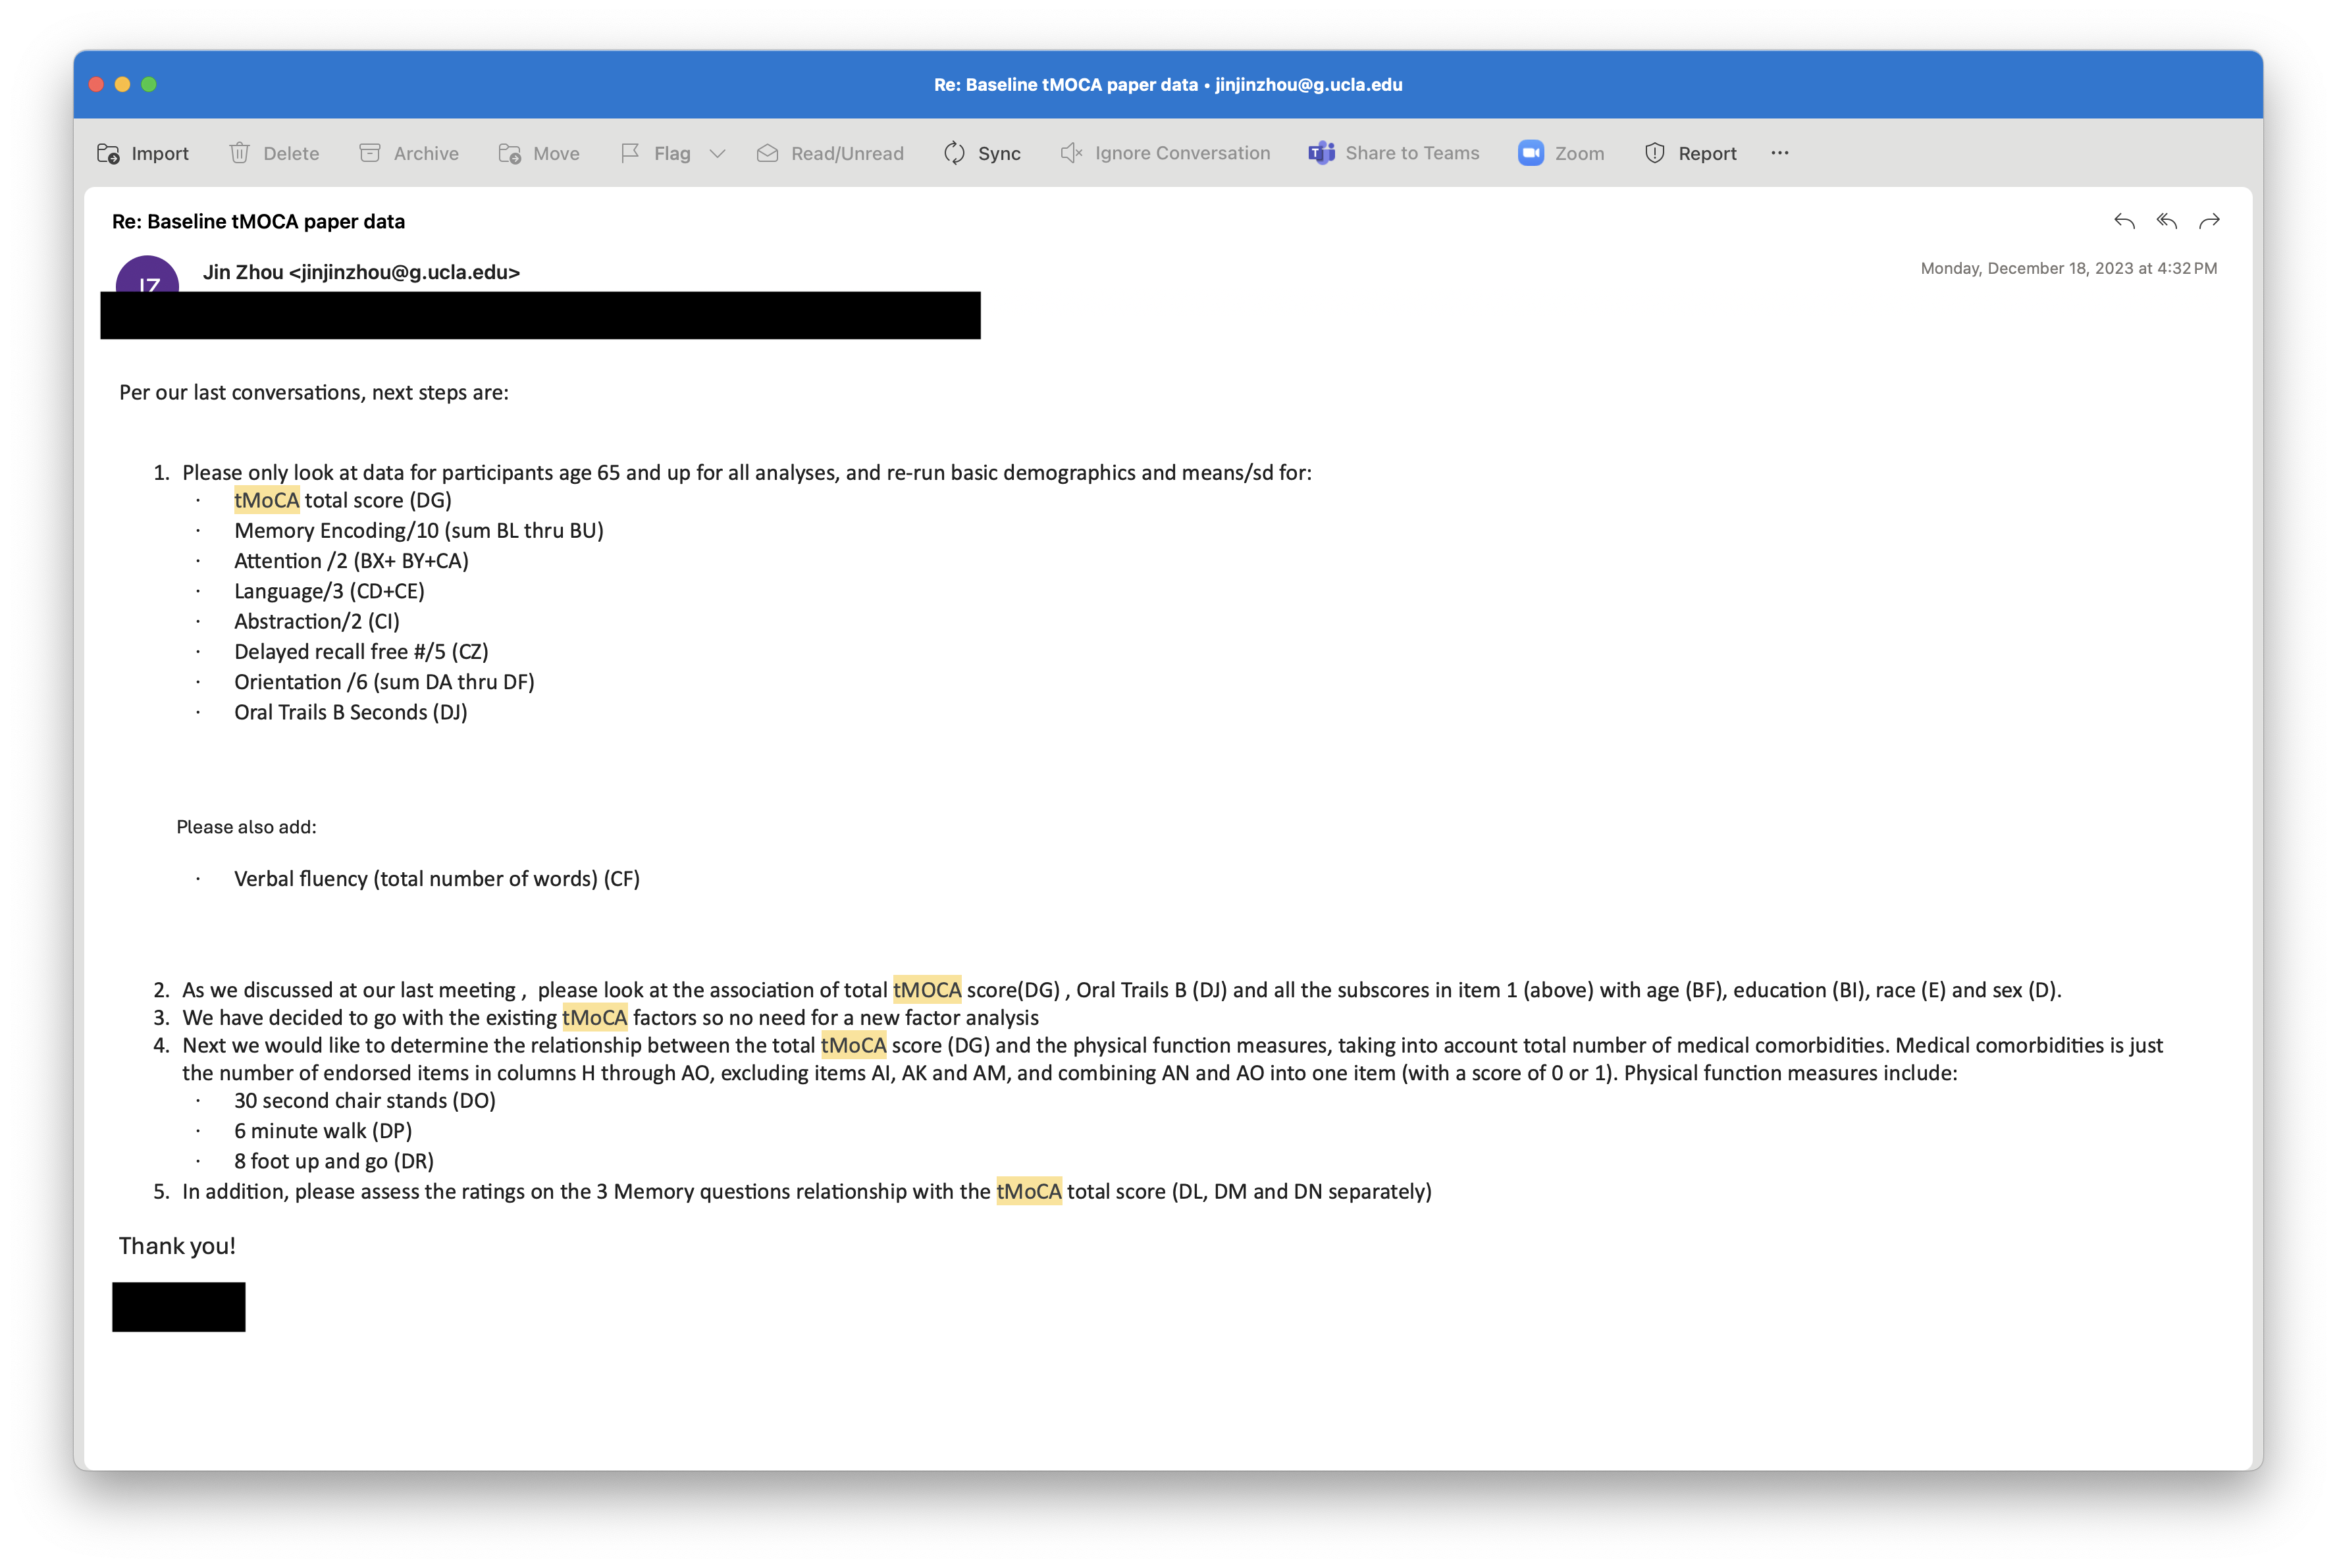 Re: Baseline tMOCA paper data • jinjinzhou@g.ucla.edu
Import Delete Archive Move Flag Read/Unread Sync Ignore Conversation Share to Teams Zoom Report ...
Re: Baseline tMOCA paper data
JZ
Jin Zhou <jinjinzhou@g.ucla.edu>
Monday, December 18, 2023 at 4:32 PM
Per our last conversations, next steps are:
1. Please only look at data for participants age 65 and up for all analyses, and re-run basic demographics and means/sd for:
· tMoCA total score (DG)
· Memory Encoding/10 (sum BL thru BU)
· Attention /2 (BX+ BY+CA)
· Language/3 (CD+CE)
· Abstraction/2 (CI)
· Delayed recall free #/5 (CZ)
· Orientation /6 (sum DA thru DF)
· Oral Trails B Seconds (DJ)
Please also add:
· Verbal fluency (total number of words) (CF)
2. As we discussed at our last meeting , please look at the association of total tMOCA score(DG) , Oral Trails B (DJ) and all the subscores in item 1 (above) with age (BF), education (BI), race (E) and sex (D).
3. We have decided to go with the existing tMoCA factors so no need for a new factor analysis
4. Next we would like to determine the relationship between the total tMoCA score (DG) and the physical function measures, taking into account total number of medical comorbidities. Medical comorbidities is just
the number of endorsed items in columns H through AO, excluding items AI, AK and AM, and combining AN and AO into one item (with a score of 0 or 1). Physical function measures include:
· 30 second chair stands (DO)
· 6 minute walk (DP)
· 8 foot up and go (DR)
5. In addition, please assess the ratings on the 3 Memory questions relationship with the tMoCA total score (DL, DM and DN separately)
Thank you!